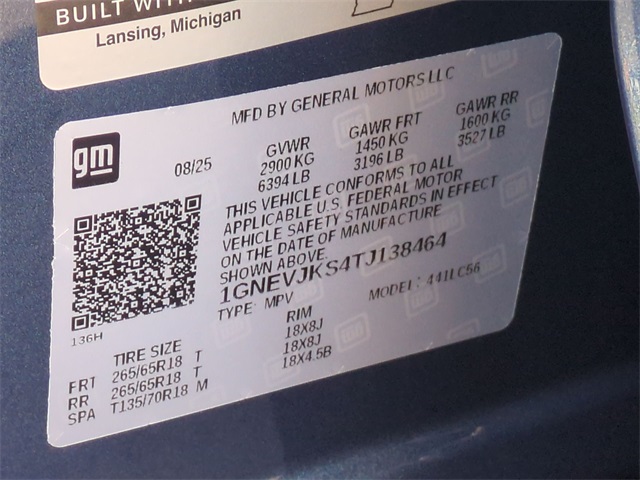 BUILT WITH
Lansing, Michigan
MFD BY GENERAL MOTORS LLC
gm
08/25
GVWR GAWR FRT GAWR RR
2900 KG 1450 KG 1600 KG
6394 LB 3196 LB 3527 LB
THIS VEHICLE CONFORMS TO ALL
APPLICABLE U.S. FEDERAL MOTOR
VEHICLE SAFETY STANDARDS IN EFFECT
ON THE DATE OF MANUFACTURE
SHOWN ABOVE.
1GNEVJKS4TJ138464
TYPE: MPV MODEL: 441LC56
136H
TIRE SIZE RIM
FRT 265/65R18 T 18X8J
RR 265/65R18 T 18X8J
SPA T135/70R18 M 18X4.5B